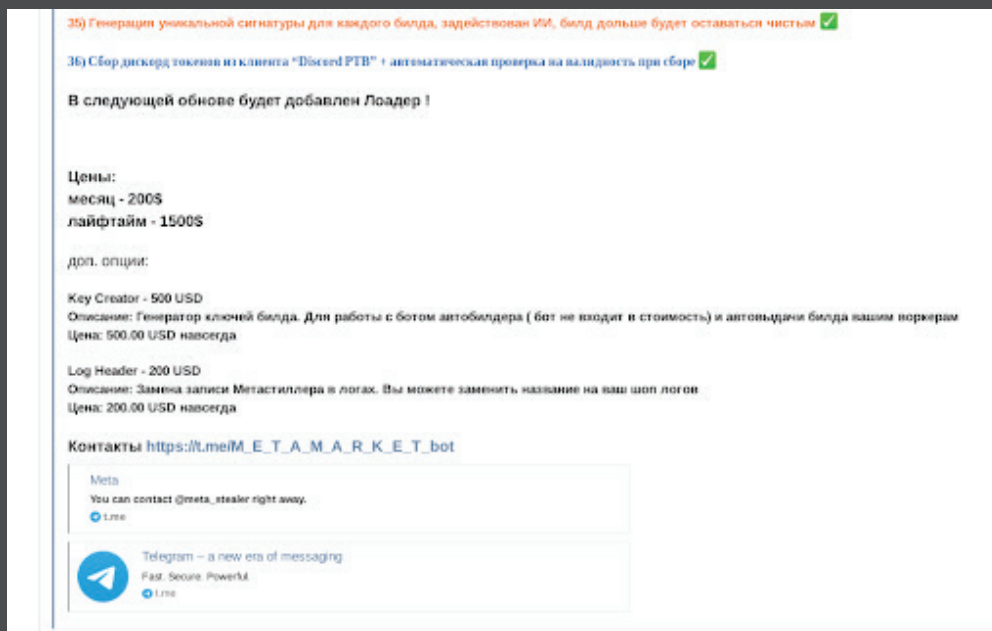 35) Генерация уникальной сигнатуры для каждого билда, задействован ИИ, билд дольше будет оставаться чистым ✅
36) Сбор дискорд токенов из клиента "Discord PTB" + автоматическая проверка на валидность при сборе ✅
В следующей обнове будет добавлен Лоадер !
Цены:
месяц - 200$
лайфтайм - 1500$
доп. опции:
Key Creator - 500 USD
Описание: Генератор ключей билда. Для работы с ботом автобилдера ( бот не входит в стоимость) и автовыдачи билда вашим воркерам
Цена: 500.00 USD навсегда
Log Header - 200 USD
Описание: Замена записи Метастиллера в логах. Вы можете заменить название на ваш шоп логов
Цена: 200.00 USD навсегда
Контакты https://t.me/M_E_T_A_M_A_R_K_E_T_bot
Meta
You can contact @meta_stealer right away.
t.me
Telegram – a new era of messaging
Fast. Secure. Powerful.
t.me